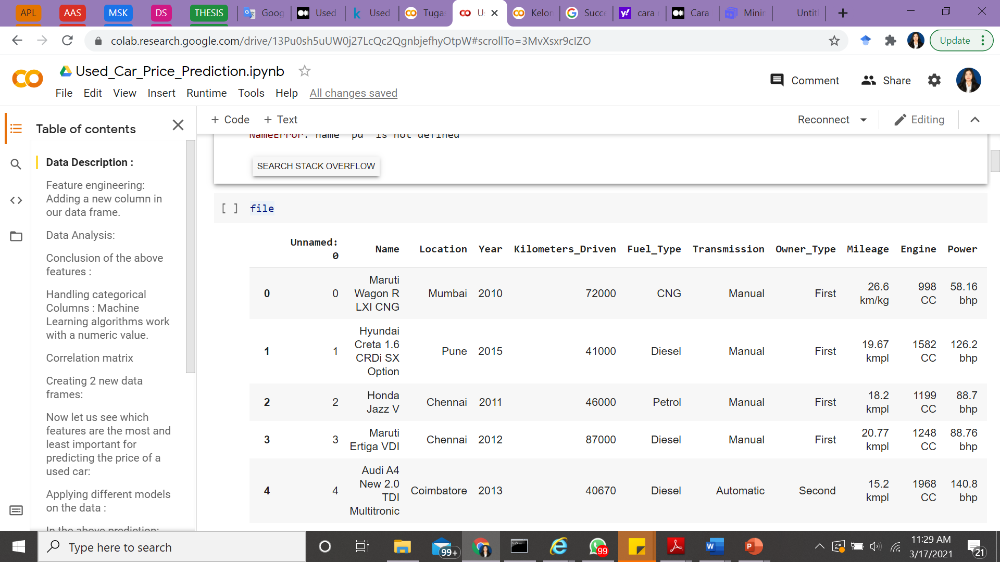 APL AAS MSK DS THESIS Goog Used Used Tuga Us Kelon Succe cara Cara Minin Untitl
colab.research.google.com/drive/13Pu0sh5uUW0j27LcQc2QgnbjefhyOtpW#scrollTo=3MvXsxr9cIZO Update
Used_Car_Price_Prediction.ipynb
Comment Share
File Edit View Insert Runtime Tools Help All changes saved
Table of contents
+ Code + Text Reconnect Editing
NameError: name 'pd' is not defined
SEARCH STACK OVERFLOW
Data Description :
Feature engineering:
Adding a new column in
our data frame.
Data Analysis:
Conclusion of the above
features :
Handling categorical
Columns : Machine
Learning algorithms work
with a numeric value.
Correlation matrix
Creating 2 new data
frames:
Now let us see which
features are the most and
least important for
predicting the price of a
used car:
Applying different models
on the data :
In the above prediction:
[ ] file
Unnamed: 0 Name Location Year Kilometers_Driven Fuel_Type Transmission Owner_Type Mileage Engine Power
0 0 Maruti Wagon R LXI CNG Mumbai 2010 72000 CNG Manual First 26.6 km/kg 998 CC 58.16 bhp
1 1 Hyundai Creta 1.6 CRDi SX Option Pune 2015 41000 Diesel Manual First 19.67 kmpl 1582 CC 126.2 bhp
2 2 Honda Jazz V Chennai 2011 46000 Petrol Manual First 18.2 kmpl 1199 CC 88.7 bhp
3 3 Maruti Ertiga VDI Chennai 2012 87000 Diesel Manual First 20.77 kmpl 1248 CC 88.76 bhp
4 4 Audi A4 New 2.0 TDI Multitronic Coimbatore 2013 40670 Diesel Automatic Second 15.2 kmpl 1968 CC 140.8 bhp
Type here to search
99+
99
11:29 AM
3/17/2021
21